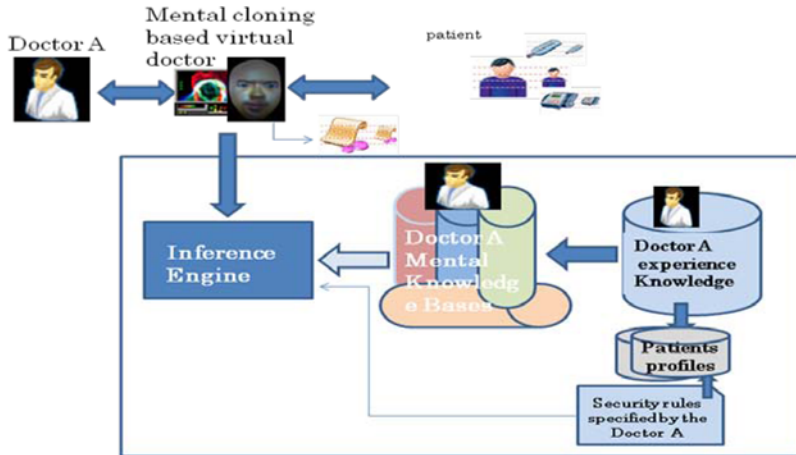 Doctor A
Mental cloning
based virtual
doctor
patient
Inference
Engine
Doctor A
Mental
Knowledg
e Bases
Doctor A
experience
Knowledge
Patients
profiles
Security rules
specified by the
Doctor A